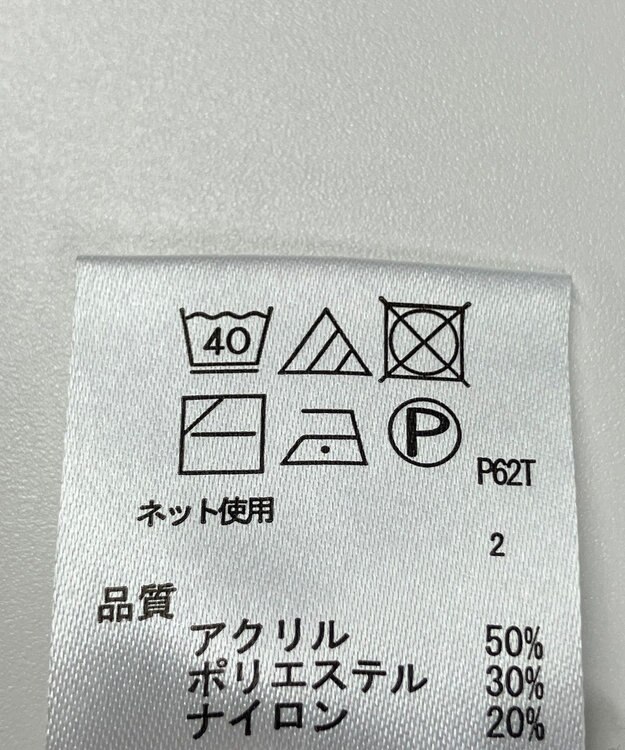 40
P
P62T
ネット使用
2
品質
アクリル 50%
ポリエステル 30%
ナイロン 20%